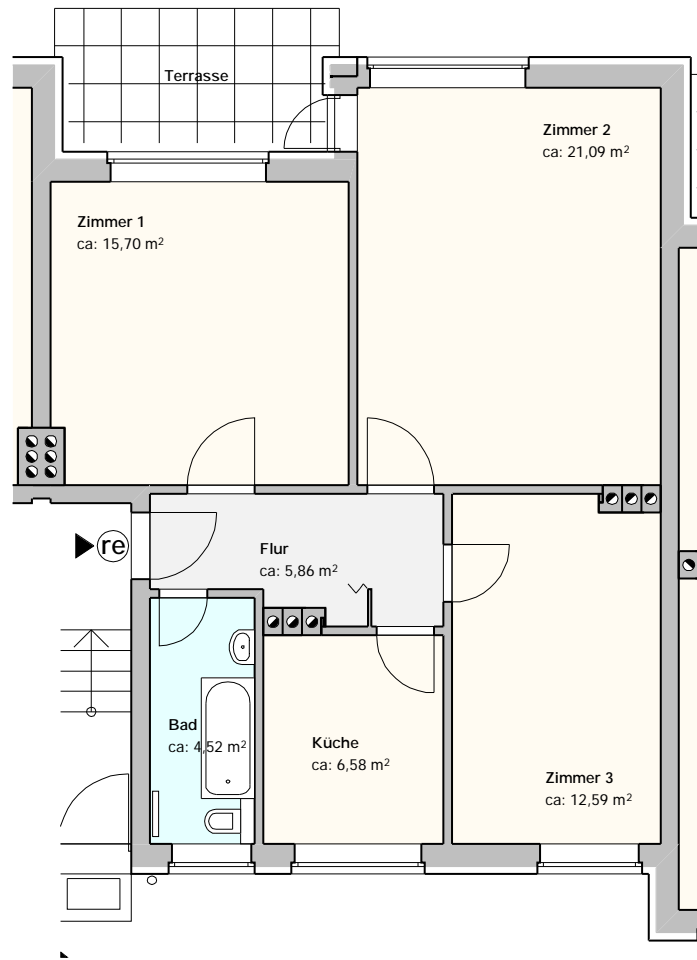 Terrasse
Zimmer 2
ca: 21,09 m²
Zimmer 1
ca: 15,70 m²
re
Flur
ca: 5,86 m²
Bad
ca: 4,52 m²
Küche
ca: 6,58 m²
Zimmer 3
ca: 12,59 m²